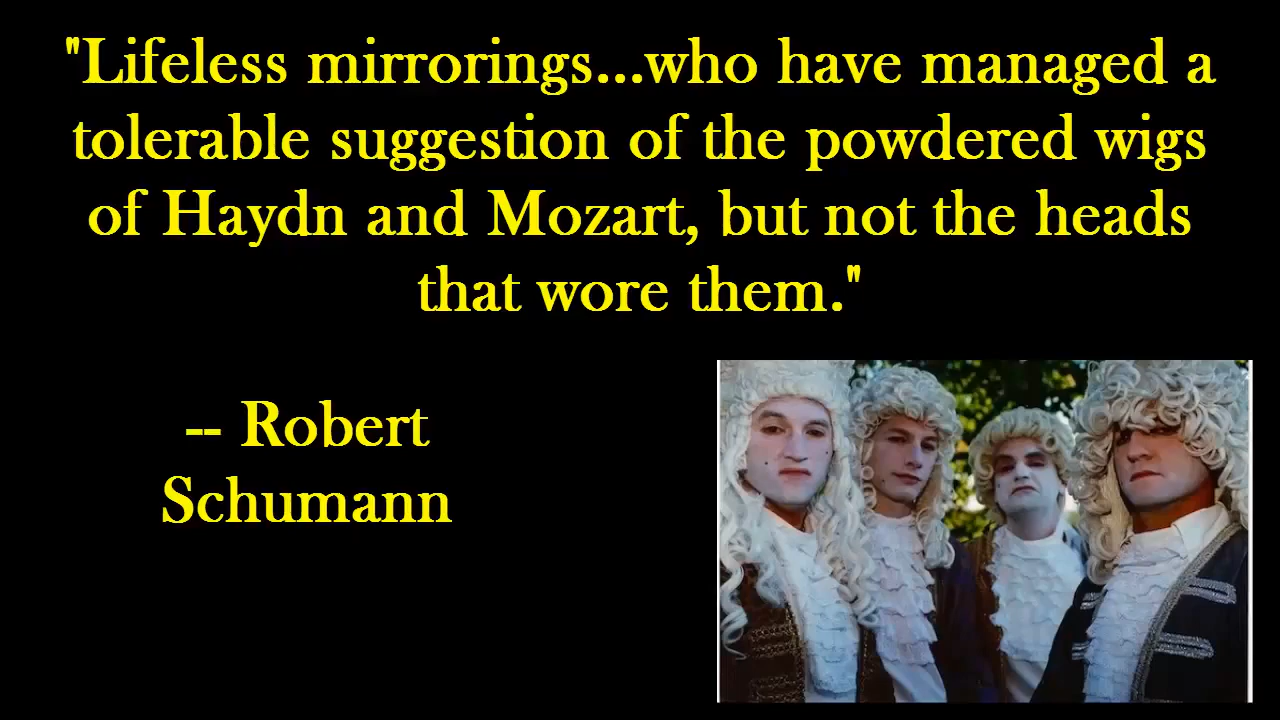 "Lifeless mirrorings...who have managed a
tolerable suggestion of the powdered wigs
of Haydn and Mozart, but not the heads
that wore them."
-- Robert
Schumann